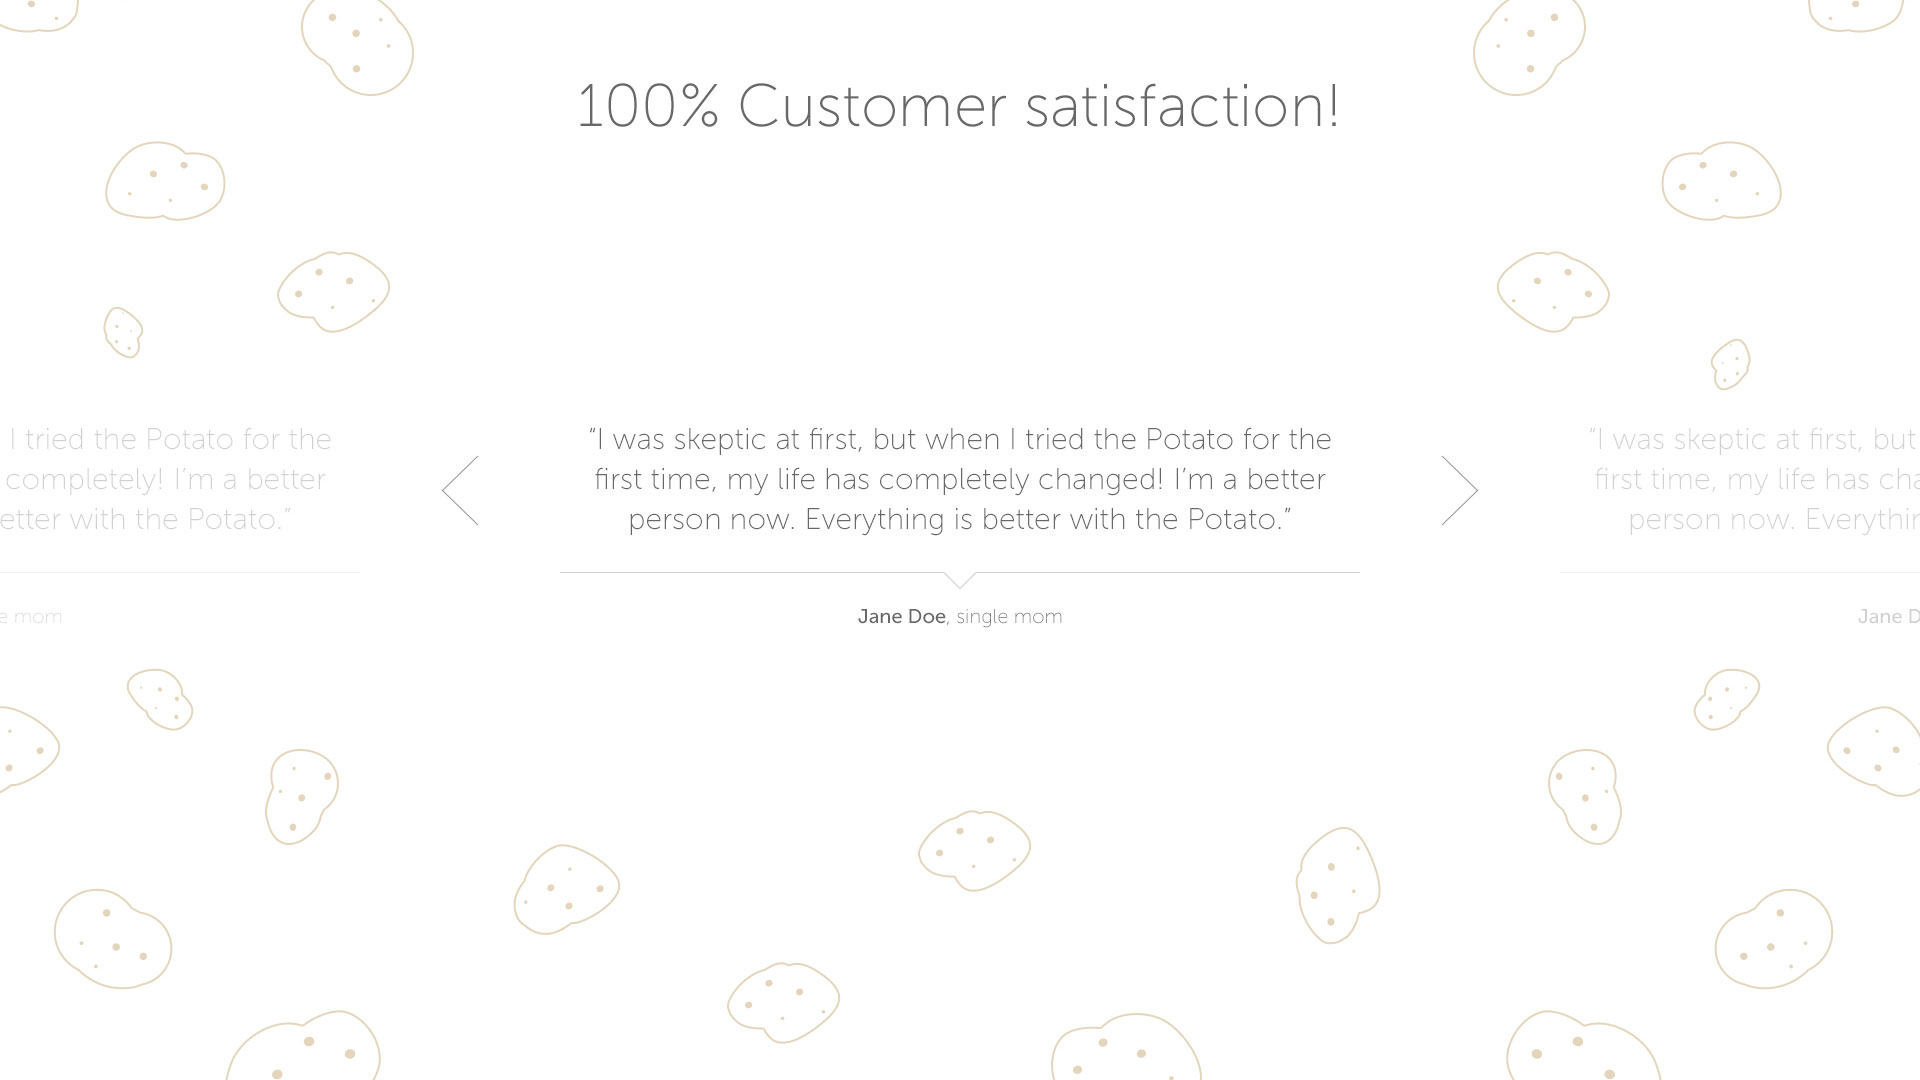 100% Customer satisfaction!
I tried the Potato for the
completely! I’m a better
etter with the Potato.”
e mom
“I was skeptic at first, but when I tried the Potato for the
first time, my life has completely changed! I’m a better
person now. Everything is better with the Potato.”
Jane Doe, single mom
“I was skeptic at first, but
first time, my life has cha
person now. Everythin
Jane D